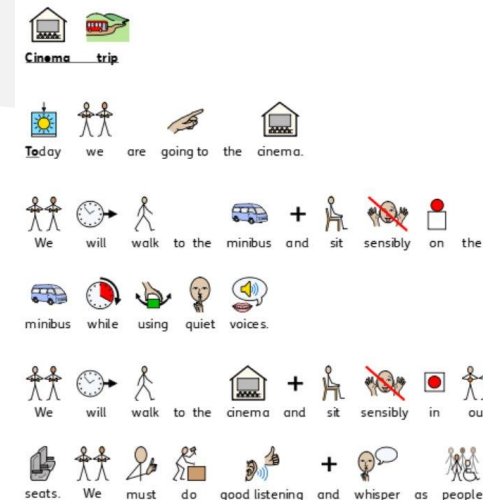 Cinema trip
Today we are going to the cinema.
We will walk to the minibus and sit sensibly on the
minibus while using quiet voices.
We will walk to the cinema and sit sensibly in ou
seats. We must do good listening and whisper as people